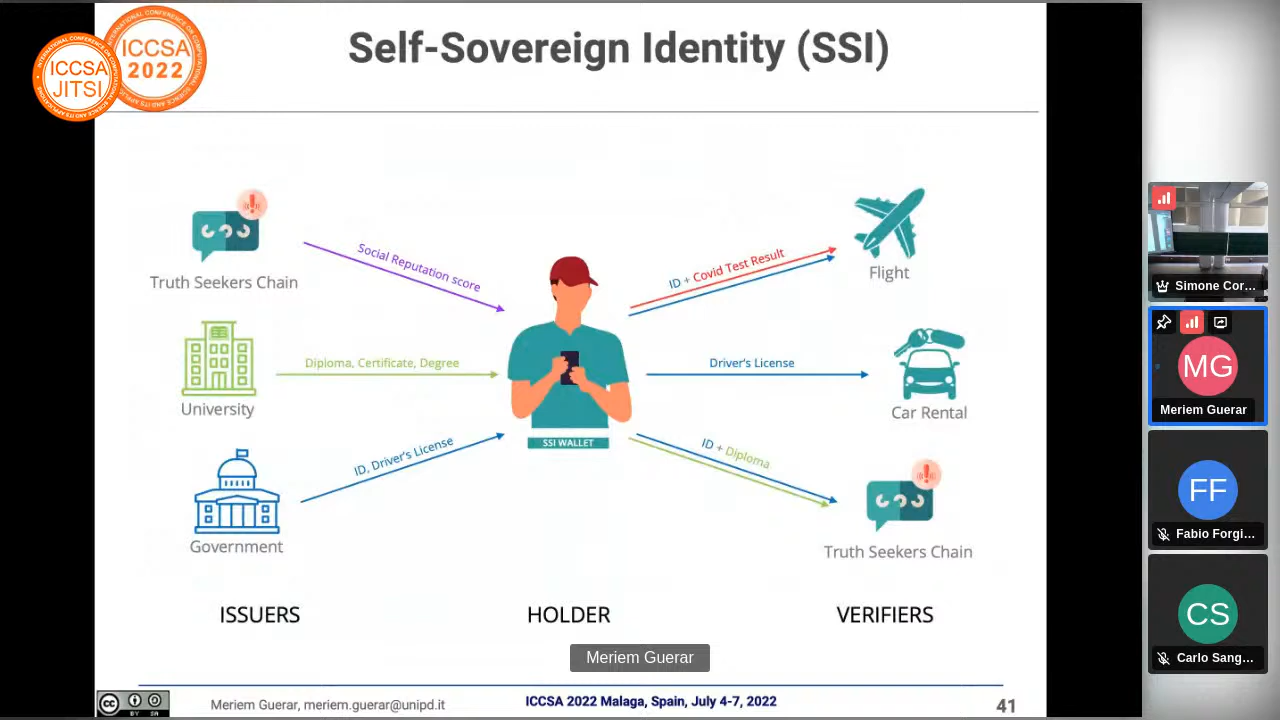 Self-Sovereign Identity (SSI)
ICCSA
JITSI
ICCSA
2022
Truth Seekers Chain
Social Reputation score
ID + Covid Test Result
Flight
University
Diploma, Certificate, Degree
Driver's License
Car Rental
SSI WALLET
Government
ID, Driver's License
ID + Diploma
Truth Seekers Chain
ISSUERS
HOLDER
VERIFIERS
Meriem Guerar
cc
BY SA
Meriem Guerar, meriem.guerar@unipd.it
ICCSA 2022 Malaga, Spain, July 4-7, 2022
41
Simone Cor...
MG
Meriem Guerar
FF
Fabio Forgi...
CS
Carlo Sang...